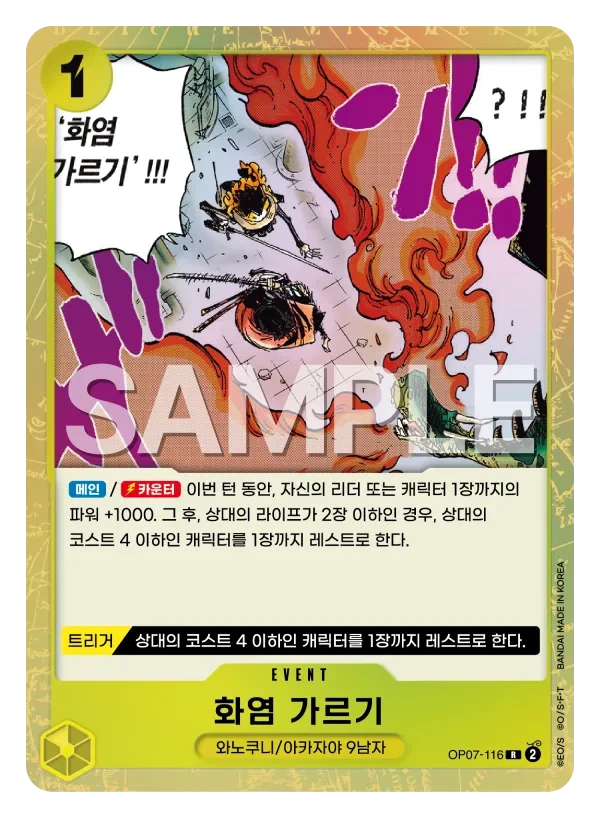 1
'화염
가르기' !!!
?!!
SAMPLE
메인 / 카운터 이번 턴 동안, 자신의 리더 또는 캐릭터 1장까지의
파워 +1000. 그 후, 상대의 라이프가 2장 이하인 경우, 상대의
코스트 4 이하인 캐릭터를 1장까지 레스트로 한다.
트리거 상대의 코스트 4 이하인 캐릭터를 1장까지 레스트로 한다.
EVENT
화염 가르기
와노쿠니/아카자야 9남자
OP07-116 R 2
©E.O/S ©O/S·F·T BANDAI MADE IN KOREA